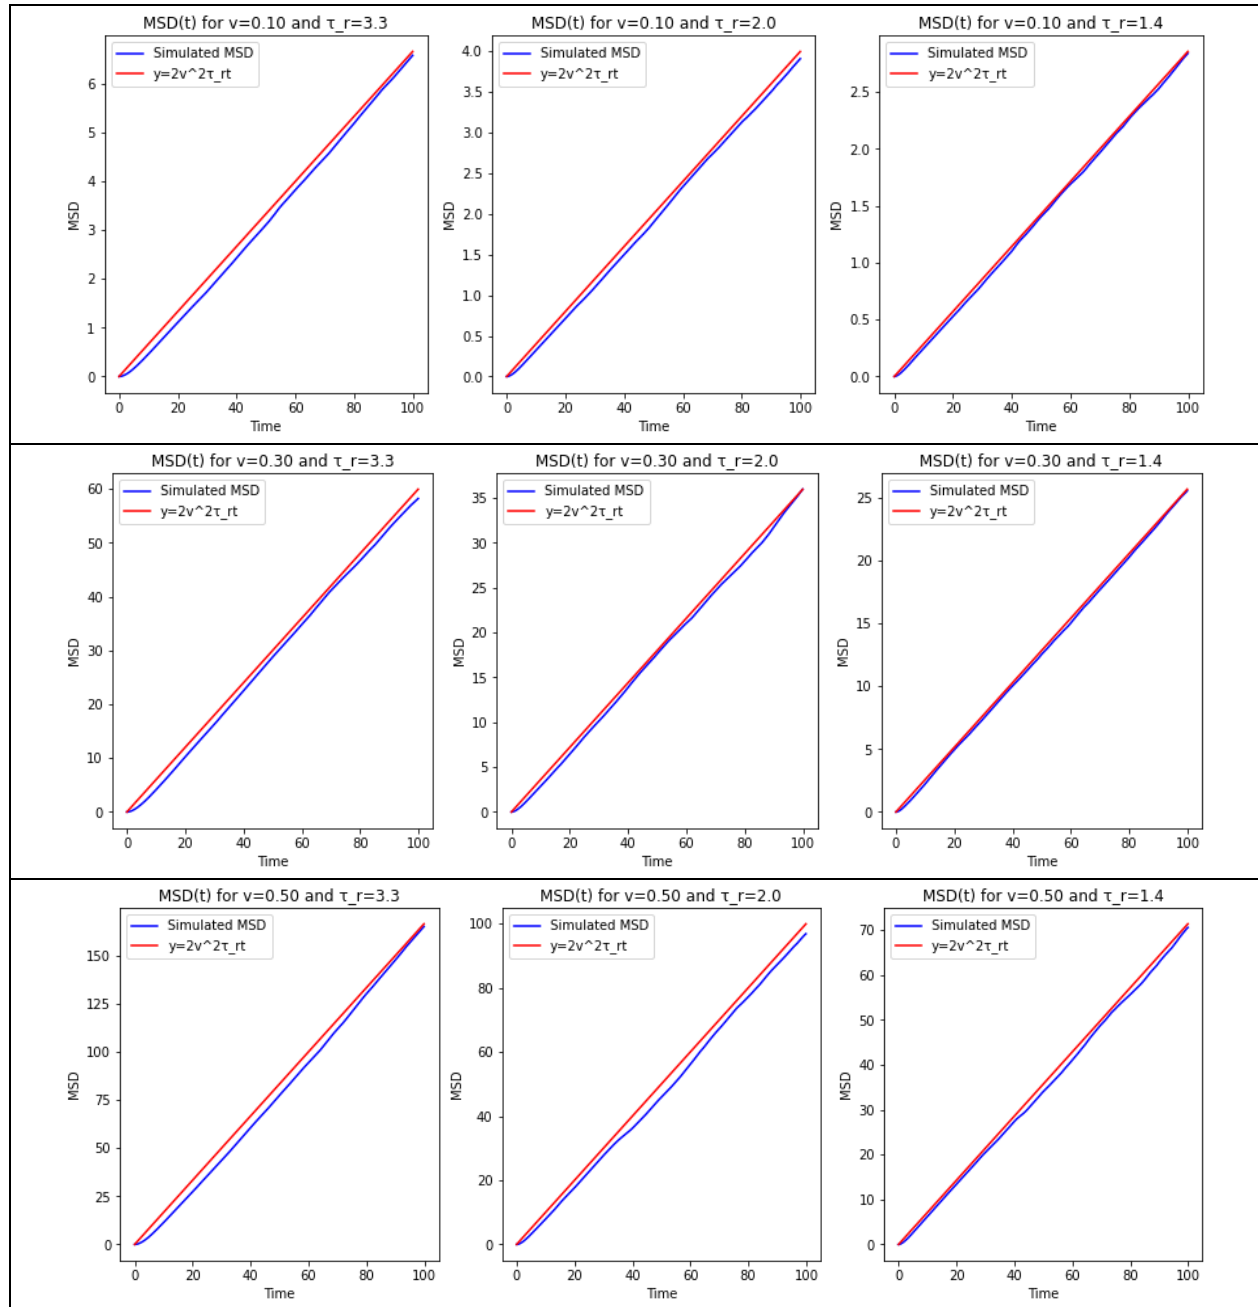 MSD(t) for v=0.10 and τ_r=3.3
Simulated MSD
y=2v^2τ_rt
6
5
4
3
2
1
0
MSD
0 20 40 60 80 100
Time
MSD(t) for v=0.10 and τ_r=2.0
Simulated MSD
y=2v^2τ_rt
4.0
3.5
3.0
2.5
2.0
1.5
1.0
0.5
0.0
MSD
0 20 40 60 80 100
Time
MSD(t) for v=0.10 and τ_r=1.4
Simulated MSD
y=2v^2τ_rt
2.5
2.0
1.5
1.0
0.5
0.0
MSD
0 20 40 60 80 100
Time
MSD(t) for v=0.30 and τ_r=3.3
Simulated MSD
y=2v^2τ_rt
60
50
40
30
20
10
0
MSD
0 20 40 60 80 100
Time
MSD(t) for v=0.30 and τ_r=2.0
Simulated MSD
y=2v^2τ_rt
35
30
25
20
15
10
5
0
MSD
0 20 40 60 80 100
Time
MSD(t) for v=0.30 and τ_r=1.4
Simulated MSD
y=2v^2τ_rt
25
20
15
10
5
0
MSD
0 20 40 60 80 100
Time
MSD(t) for v=0.50 and τ_r=3.3
Simulated MSD
y=2v^2τ_rt
150
125
100
75
50
25
0
MSD
0 20 40 60 80 100
Time
MSD(t) for v=0.50 and τ_r=2.0
Simulated MSD
y=2v^2τ_rt
100
80
60
40
20
0
MSD
0 20 40 60 80 100
Time
MSD(t) for v=0.50 and τ_r=1.4
Simulated MSD
y=2v^2τ_rt
70
60
50
40
30
20
10
0
MSD
0 20 40 60 80 100
Time